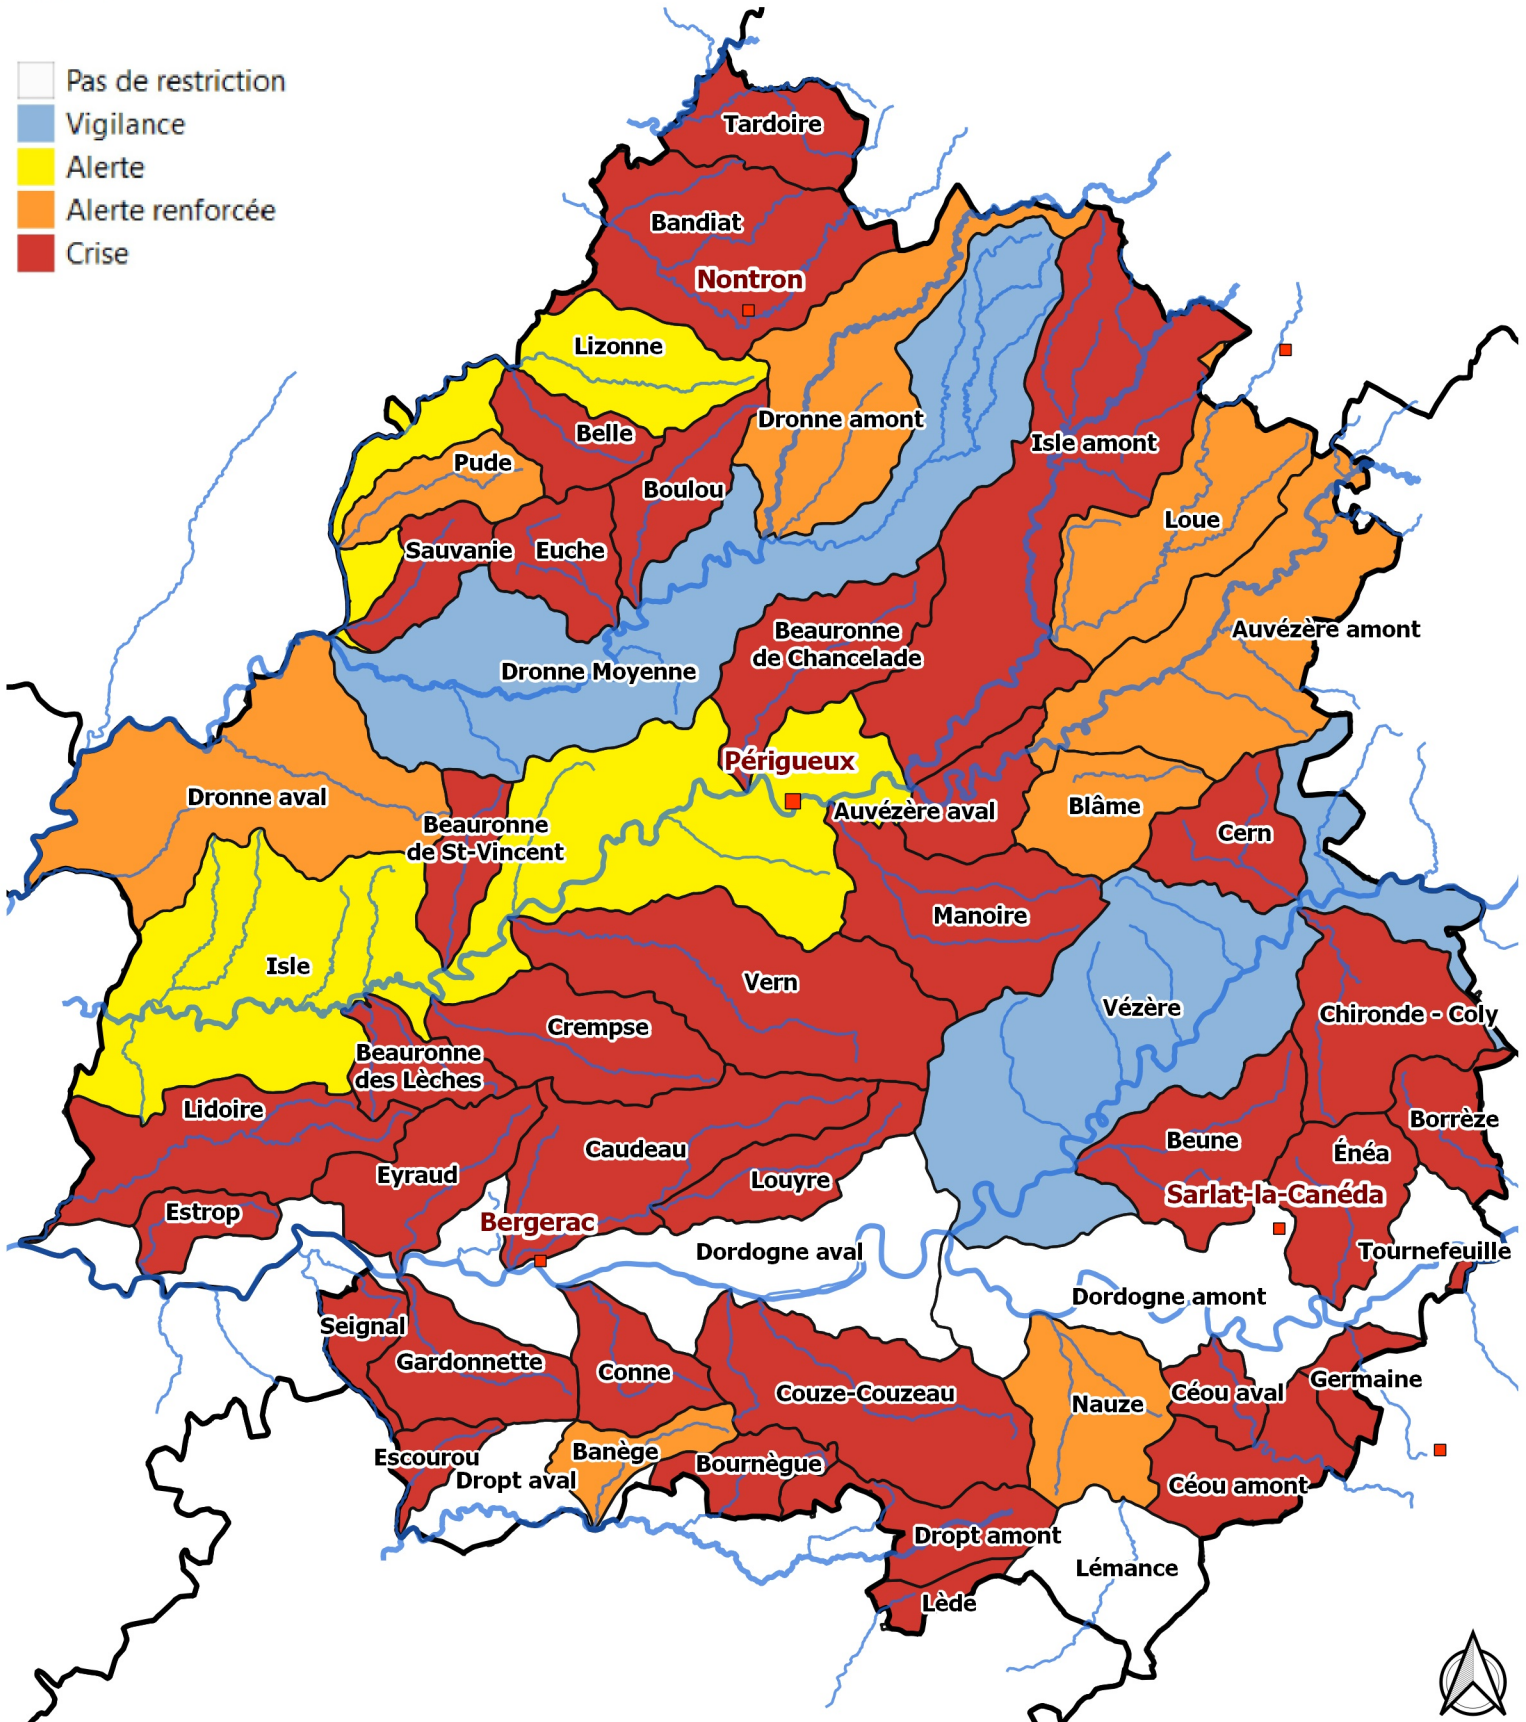 Pas de restriction
Vigilance
Alerte
Alerte renforcée
Crise
Tardoire
Bandiat
Nontron
Lizonne
Dronne amont
Belle
Isle amont
Pude
Boulou
Loue
Sauvanie
Euche
Auvézère amont
Beauronne
de Chancelade
Dronne Moyenne
Périgueux
Dronne aval
Blâme
Auvézère aval
Beauronne
de St-Vincent
Cern
Manoire
Isle
Vern
Vézère
Chironde - Coly
Crempse
Beauronne
des Lèches
Lidoire
Borrèze
Beune
Caudeau
Énéa
Eyraud
Louyre
Sarlat-la-Canéda
Estrop
Bergerac
Dordogne aval
Tournefeuille
Dordogne amont
Seignal
Gardonnette
Conne
Germaine
Couze-Couzeau
Céou aval
Nauze
Banège
Escourou
Bournègue
Dropt aval
Céou amont
Dropt amont
Lémance
Lède